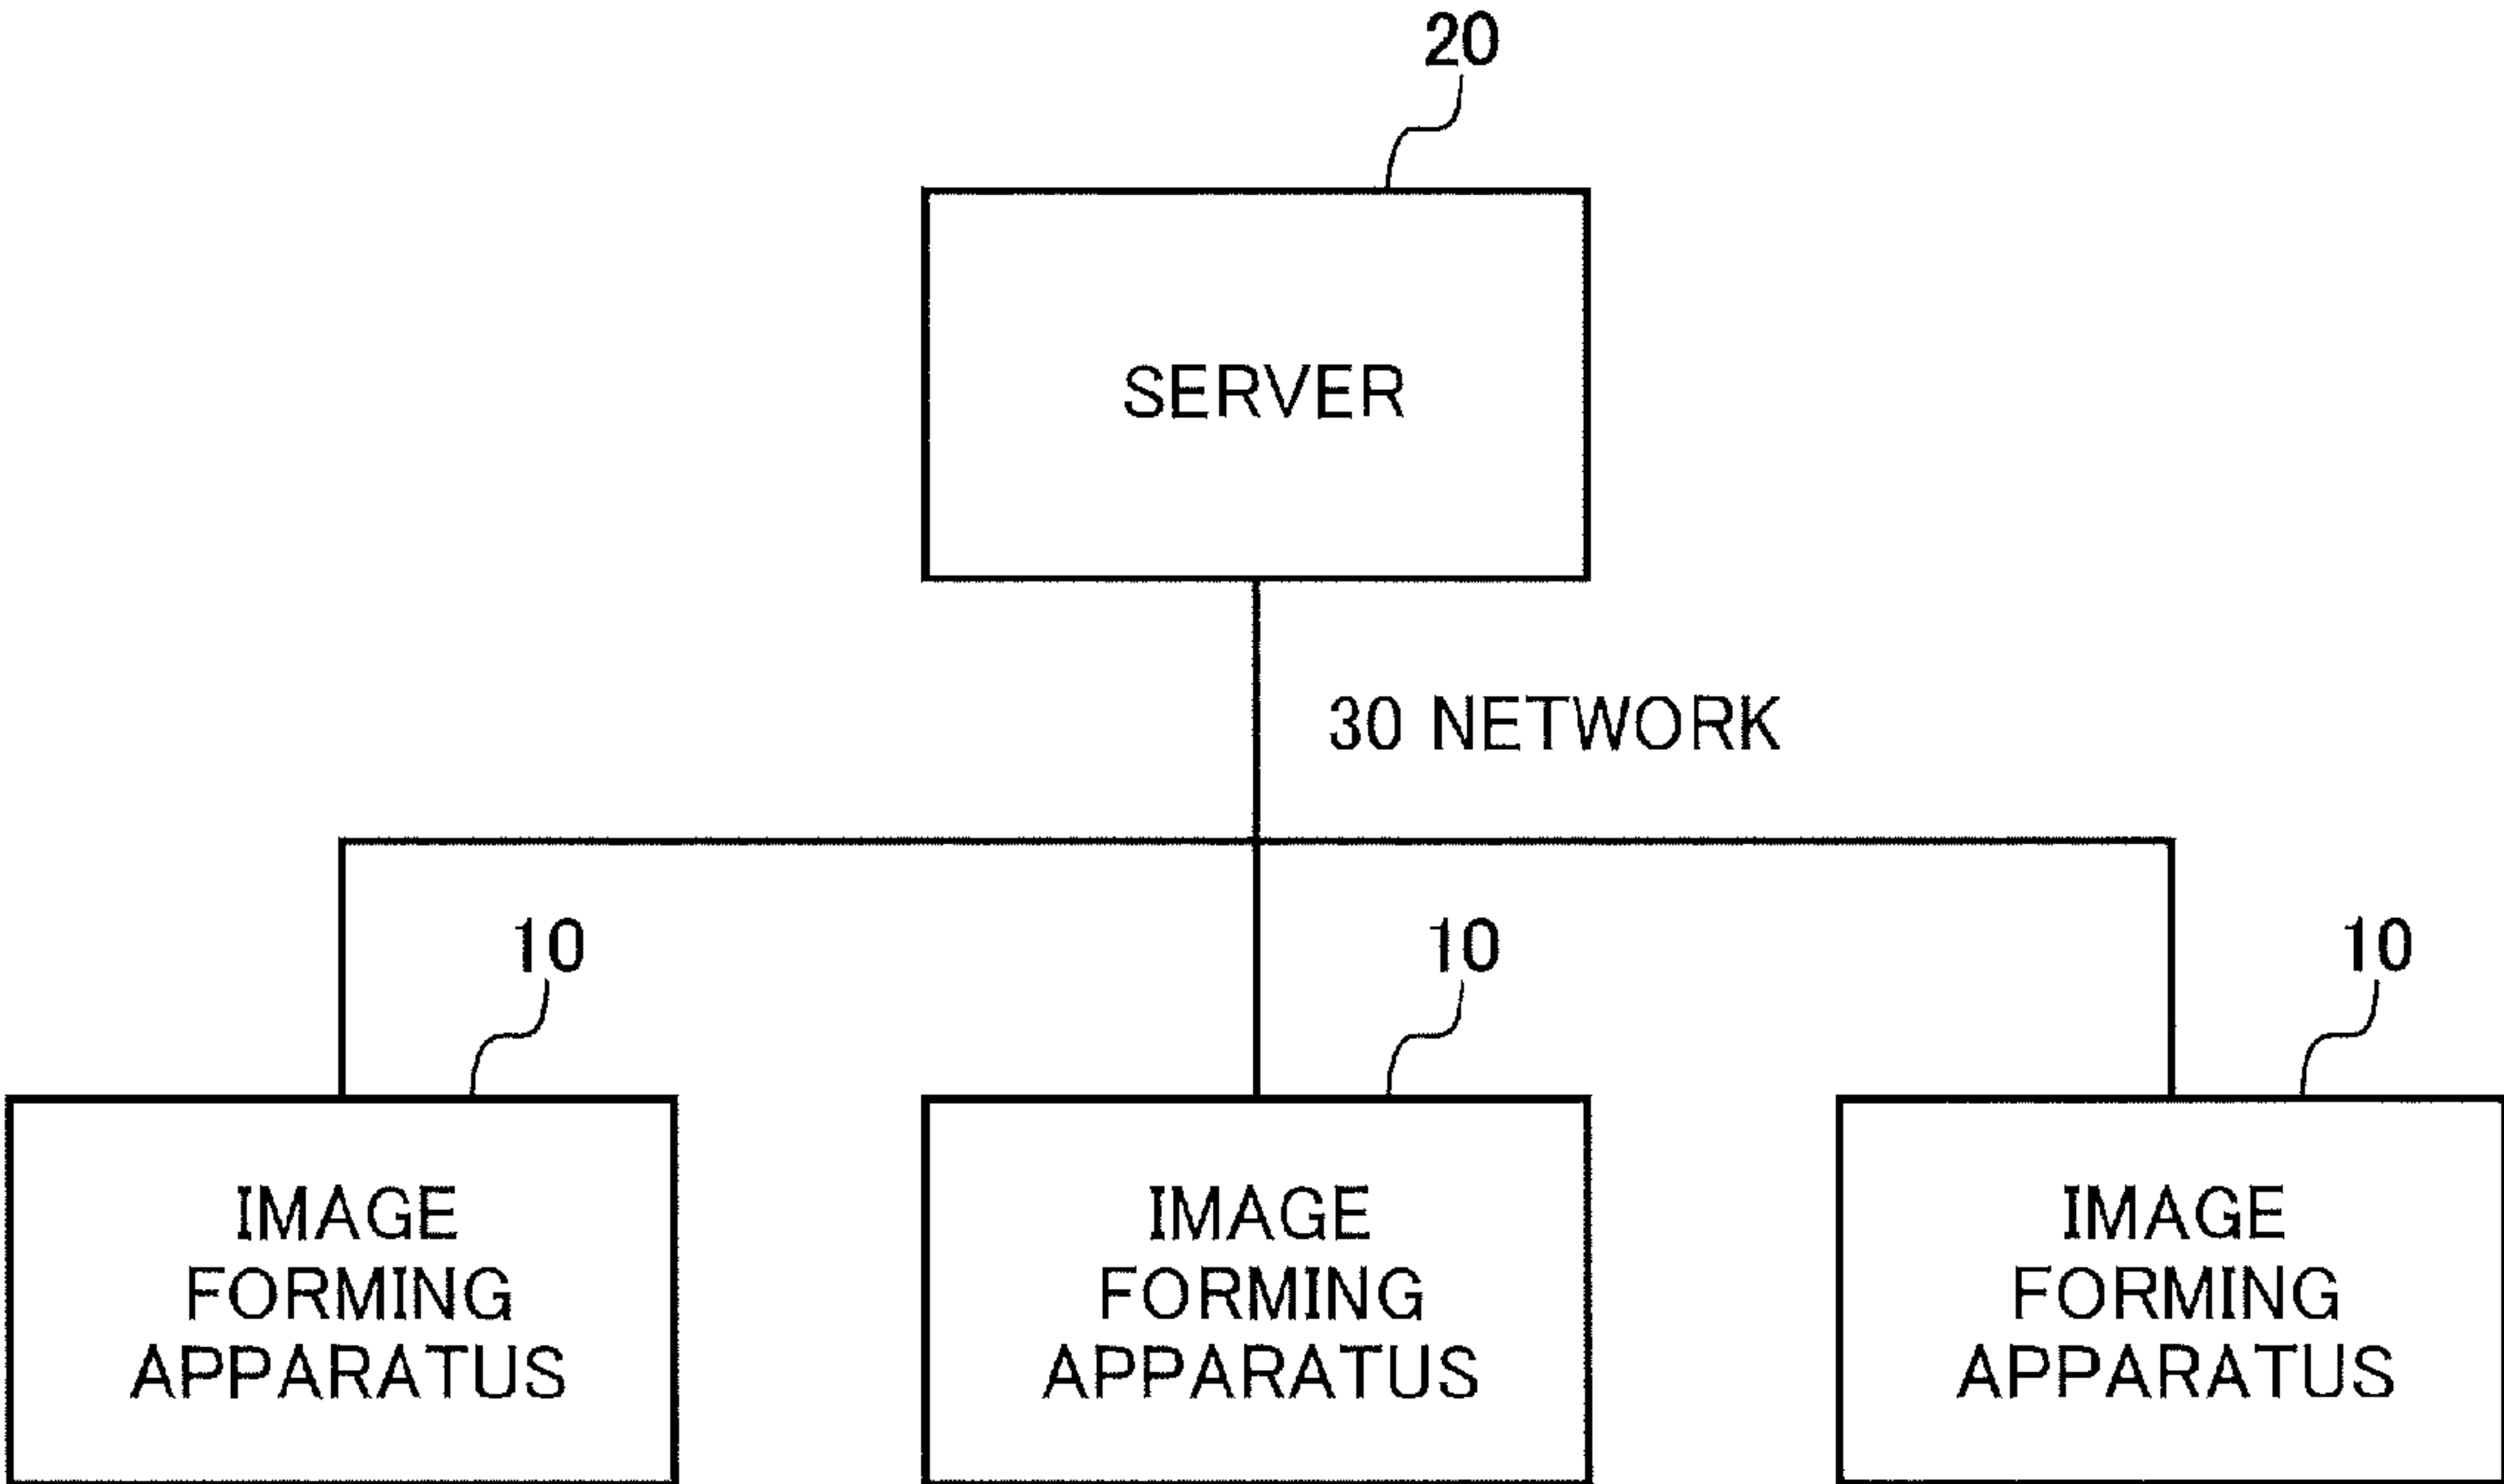 20
SERVER
30 NETWORK
10
10
10
IMAGE
FORMING
APPARATUS
IMAGE
FORMING
APPARATUS
IMAGE
FORMING
APPARATUS